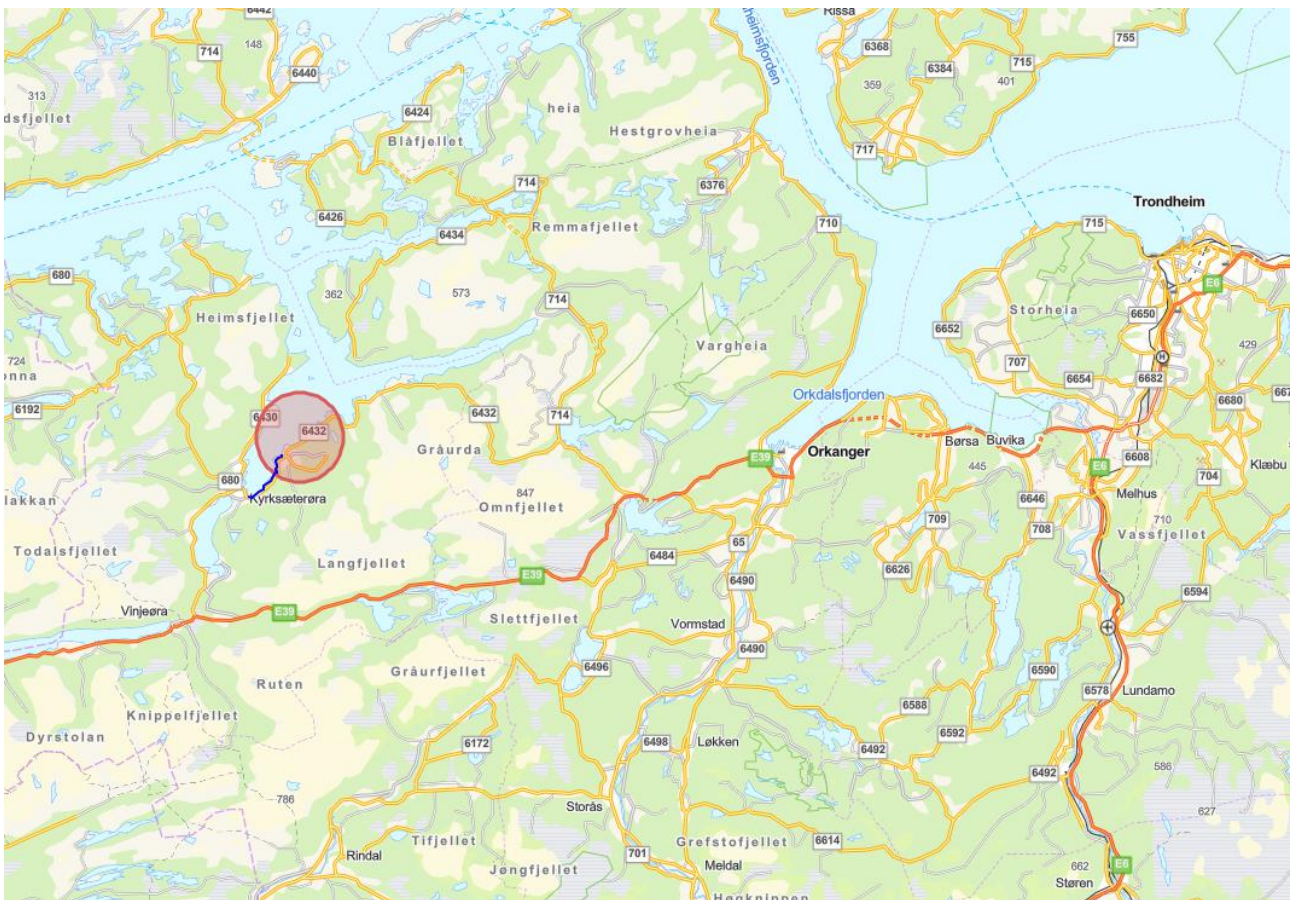 6442
714
148
6440
313
dsfjellet
6424
Blåfjellet
heia
Hestgrovheia
heimsfjorden
Rissa
6368
6384
715
755
359
401
717
714
6376
6426
6434
Remmafjellet
710
Trondheim
715
E6
680
362
573
714
Heimsfjellet
Storheia
6650
6652
707
429
724
onna
Vargheia
6654
6682
H
6192
6430
6432
6432
714
Orkdalsfjorden
6680
667
Gråurda
Børsa
Buvika
E39
Orkanger
445
6608
E6
704
Klæbu
680
Kyrksæterøra
847
Omnfjellet
6646
Melhus
lakkan
709
708
710
Vassfjellet
Todalsfjellet
65
Langfjellet
6484
6626
E39
6490
6594
Vinjeøra
E39
Slettfjellet
Vormstad
6490
6496
6590
Gråurfjellet
Ruten
6578
Lundamo
Knippelfjellet
6588
Dyrstolan
6172
6498
Løkken
6492
6592
6492
586
786
Storås
627
Tifjellet
Grefstofjellet
6614
Rindal
701
Meldal
E6
Jøngfjellet
662
Støren
Høgknippen